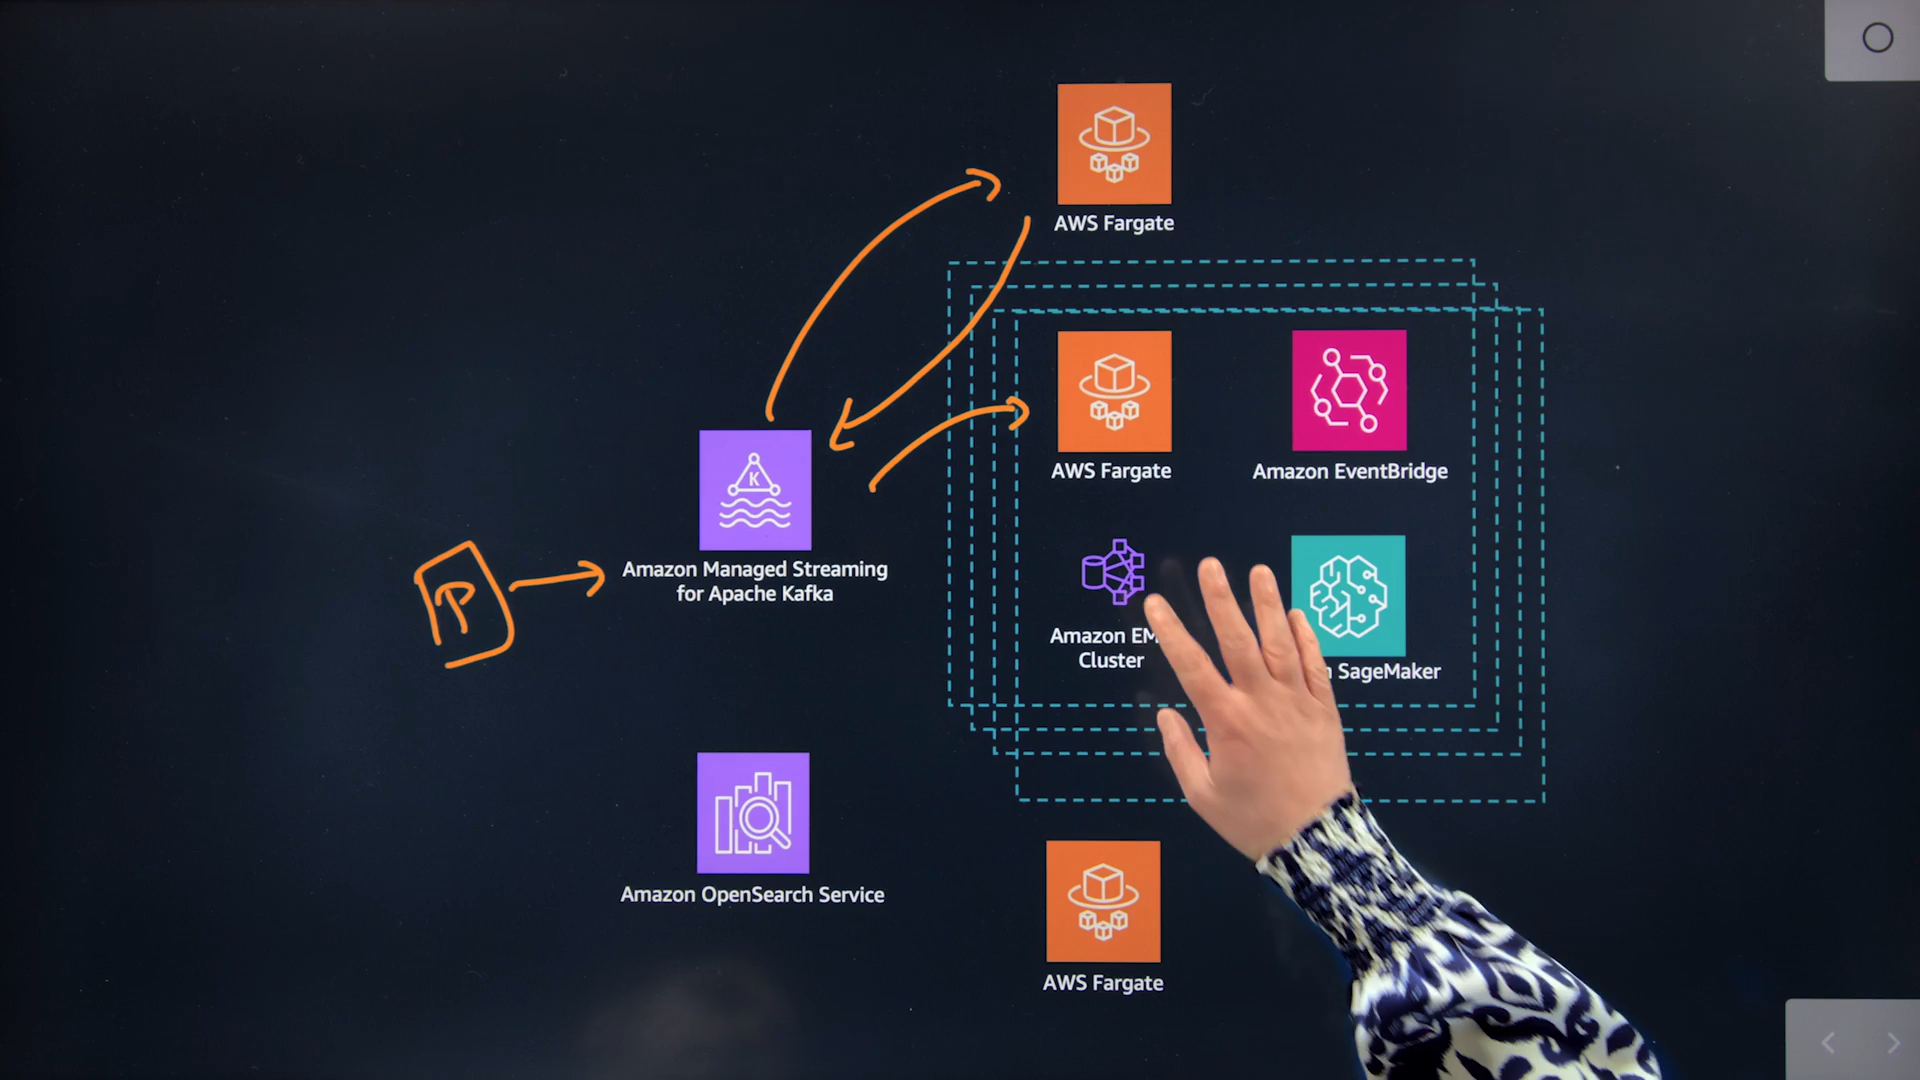 AWS Fargate
AWS Fargate
Amazon EventBridge
K
Amazon Managed Streaming
for Apache Kafka
P
Amazon
Cluster
SageMaker
Amazon OpenSearch Service
AWS Fargate